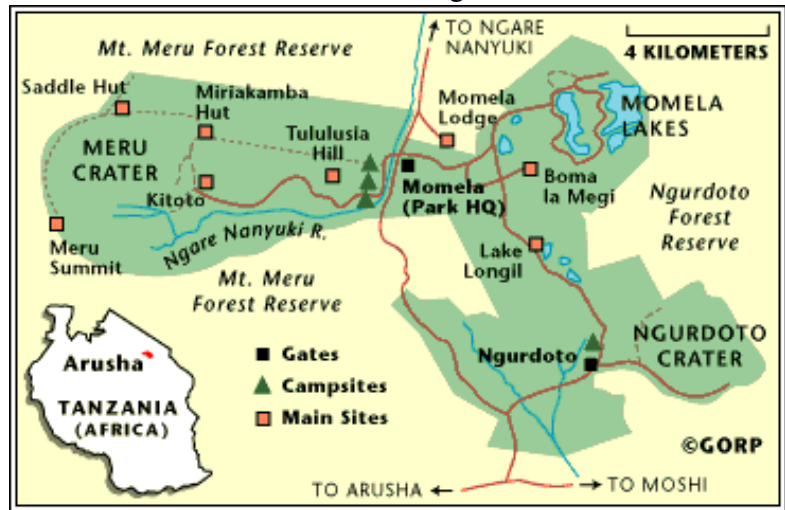 TO NGARE
NANYUKI
Mt. Meru Forest Reserve
4 KILOMETERS
Saddle Hut
Miriakamba
Hut
Momela
Lodge
MOMELA
LAKES
Tululusia
Hill
MERU
CRATER
Kitoto
Momela
(Park HQ)
Boma
la Megi
Ngurdoto
Forest
Reserve
Ngare Nanyuki R.
Meru
Summit
Lake
Longil
Mt. Meru
Forest Reserve
NGURDOTO
CRATER
Ngurdoto
Gates
Campsites
Main Sites
Arusha
TANZANIA
(AFRICA)
©GORP
TO ARUSHA
TO MOSHI